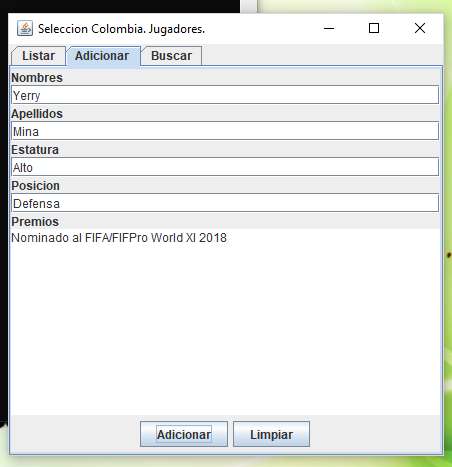 Seleccion Colombia. Jugadores.
Listar Adicionar Buscar
Nombres
Yerry
Apellidos
Mina
Estatura
Alto
Posicion
Defensa
Premios
Nominado al FIFA/FIFPro World XI 2018
Adicionar Limpiar